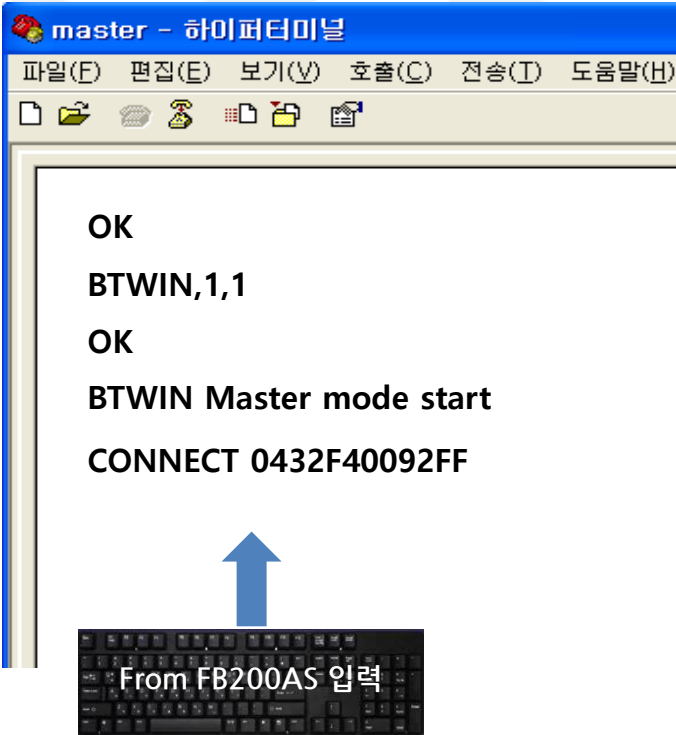 master - 하이퍼터미널
파일(F) 편집(E) 보기(V) 호출(C) 전송(T) 도움말(H)
OK
BTWIN,1,1
OK
BTWIN Master mode start
CONNECT 0432F40092FF
From FB200AS 입력